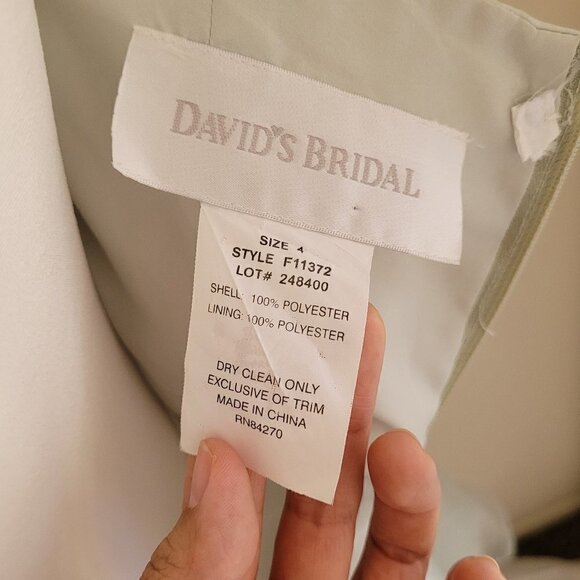 DAVID'S BRIDAL
SIZE 4
STYLE F11372
LOT# 248400
SHELL: 100% POLYESTER
LINING: 100% POLYESTER
DRY CLEAN ONLY
EXCLUSIVE OF TRIM
MADE IN CHINA
RN84270